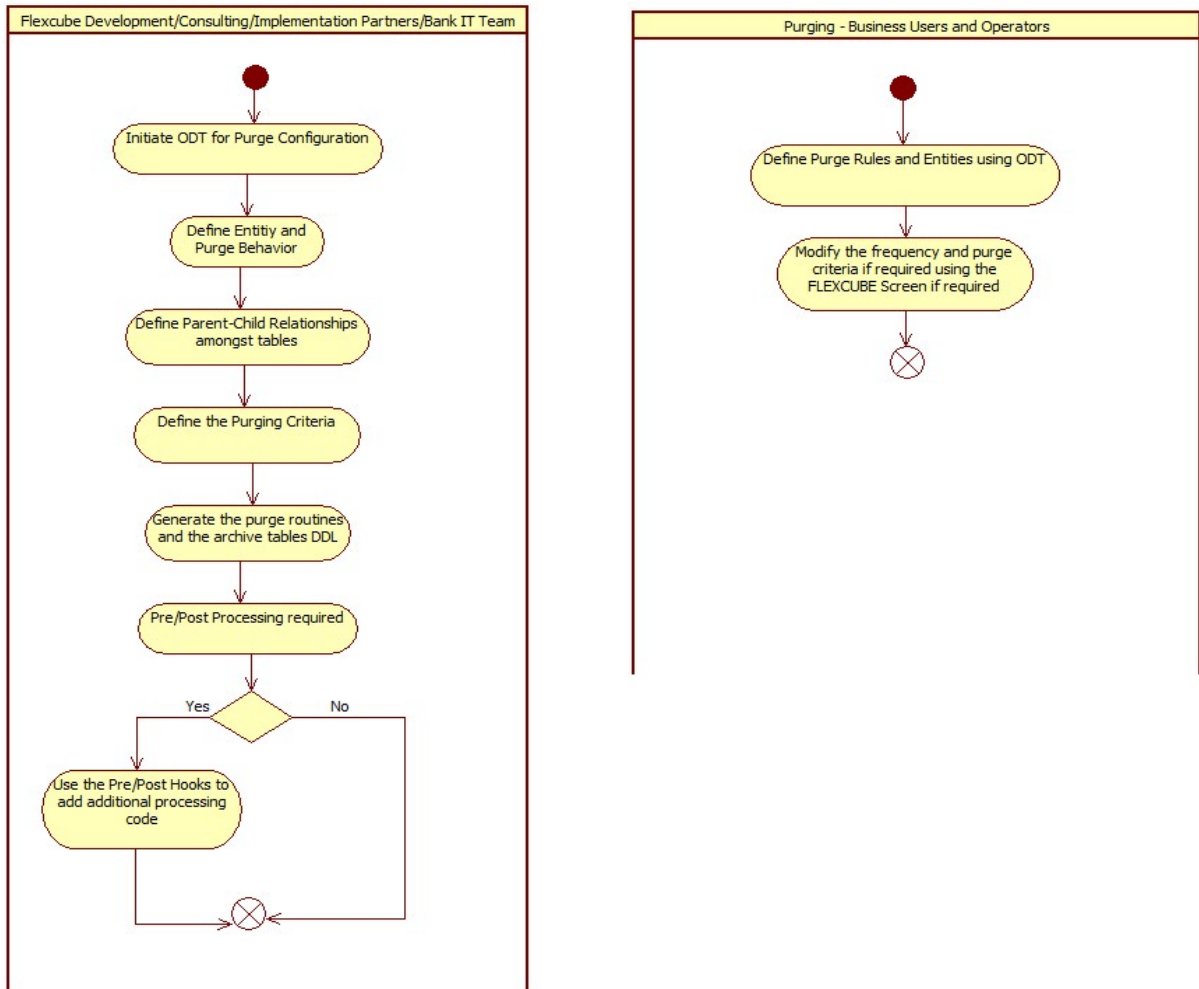 Flexcube Development/Consulting/Implementation Partners/Bank IT Team
Initiate ODT for Purge Configuration
Define Entitiy and
Purge Behavior
Define Parent-Child Relationships
amongst tables
Define the Purging Criteria
Generate the purge routines
and the archive tables DDL
Pre/Post Processing required
Yes
No
Use the Pre/Post Hooks to
add additional processing
code
Purging - Business Users and Operators
Define Purge Rules and Entities using ODT
Modify the frequency and purge
criteria if required using the
FLEXCUBE Screen if required